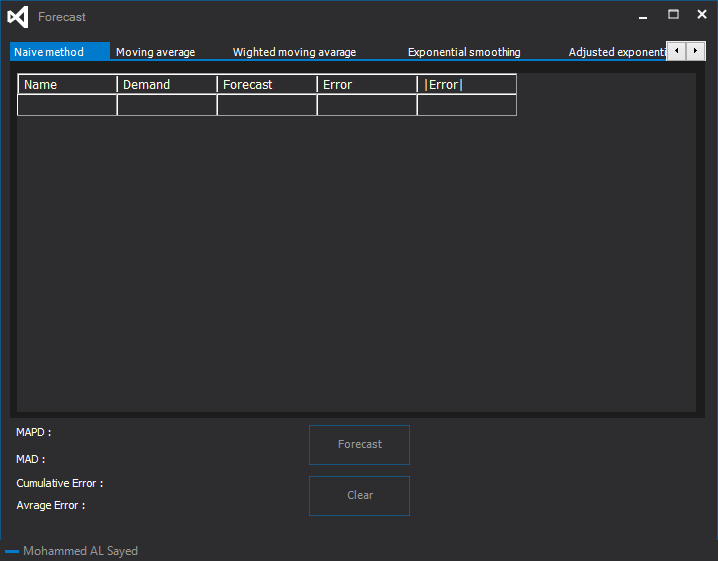 Forecast
Naive method Moving average Wighted moving avarage Exponential smoothing Adjusted exponenti
Name Demand Forecast Error |Error|
MAPD :
Forecast
MAD :
Cumulative Error :
Clear
Avrage Error :
Mohammed AL Sayed